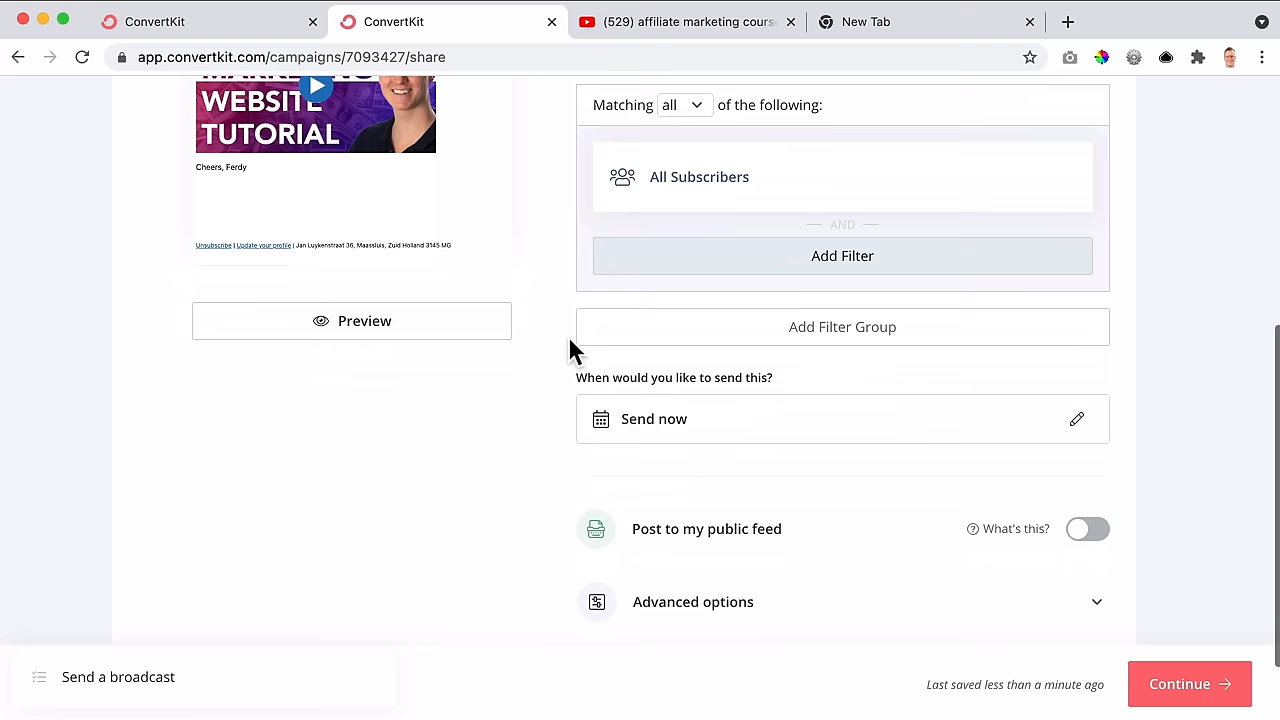 ConvertKit
ConvertKit
(529) affiliate marketing cours
New Tab
app.convertkit.com/campaigns/7093427/share
MARKETING
WEBSITE
TUTORIAL
Cheers, Ferdy
Unsubscribe | Update your profile | Jan Luykenstraat 36, Maassluis, Zuid Holland 3145 MG
Preview
Matching all of the following:
All Subscribers
AND
Add Filter
Add Filter Group
When would you like to send this?
Send now
Post to my public feed
What's this?
Advanced options
Send a broadcast
Last saved less than a minute ago
Continue